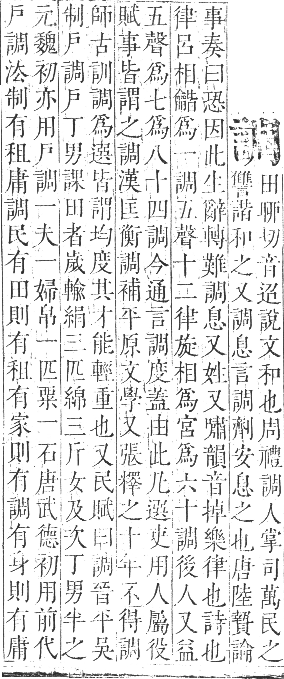 調
田聊切音迢說文和也周禮調人掌司萬民之
讐諧和之又調息言調劑安息之也唐陸贄論
事奏曰恐因此生辭轉難調息又姓又嘯韻音掉樂律也詩也
律呂相觸爲一調五聲十二律旋相爲宮爲六十調後人又益
五聲爲七爲八十四調今通言調度蓋由此凡選吏用人屬役
賦事皆謂之調漢匡衡調補平原文學又張釋之十年不得調
師古訓調爲選皆謂均度其才能輕重也又民賦曰調晉平吳
制戶調戶丁男課田者歲輸絹三匹綿三斤女及次丁男半之
元魏初亦用戶調一夫一婦帛一匹粟一石唐武德初用前代
戶調法制有租庸調民有田則有租有家則有調有身則有庸